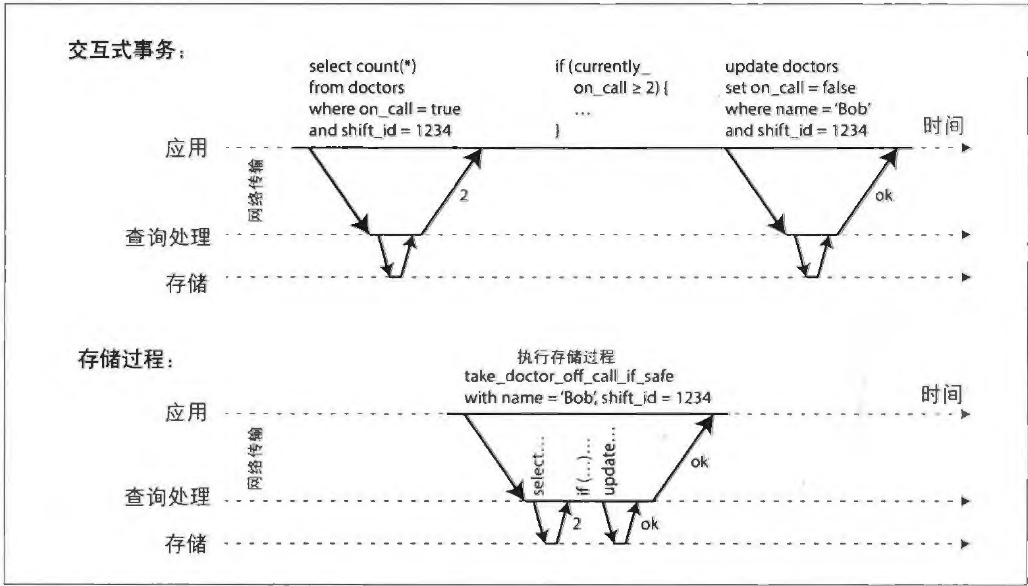 交互式事务：
select count(*)
from doctors
where on_call = true
and shift_id = 1234
if (currently_
on_call ≥ 2) {
…
}
update doctors
set on_call = false
where name = ‘Bob’
and shift_id = 1234
时间
应用
网络传输
2
ok
查询处理
存储
存储过程：
执行存储过程
take_doctor_off_call_if_safe
with name = ‘Bob’, shift_id = 1234
时间
应用
网络传输
select…
if (…)…
update…
ok
查询处理
2
ok
存储